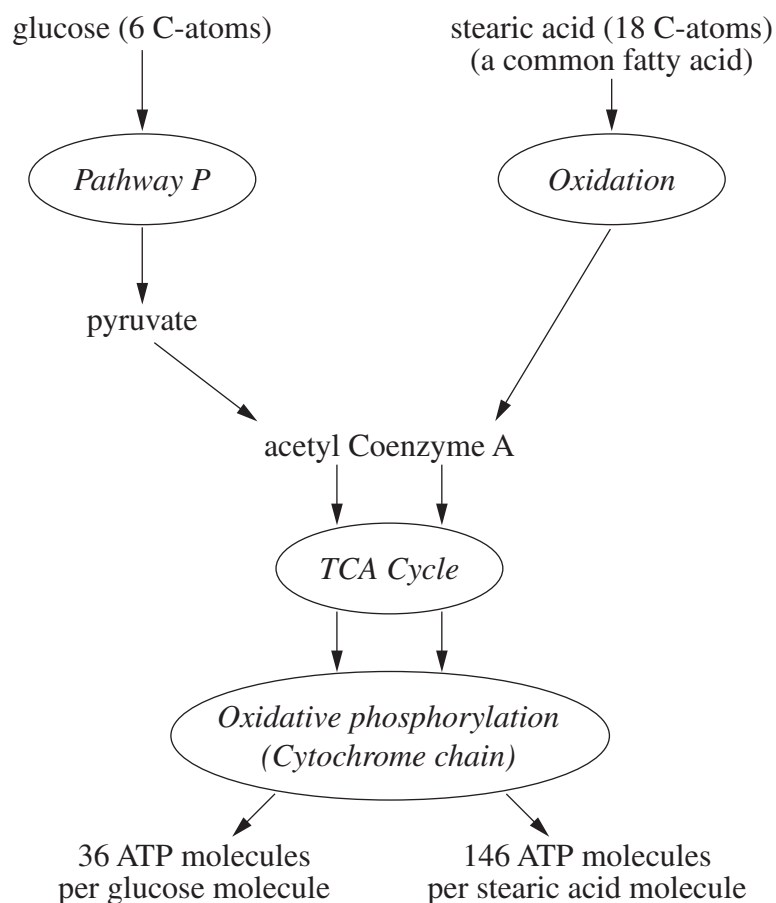 glucose (6 C-atoms)
stearic acid (18 C-atoms)
(a common fatty acid)
Pathway P
Oxidation
pyruvate
acetyl Coenzyme A
TCA Cycle
Oxidative phosphorylation
(Cytochrome chain)
36 ATP molecules
per glucose molecule
146 ATP molecules
per stearic acid molecule